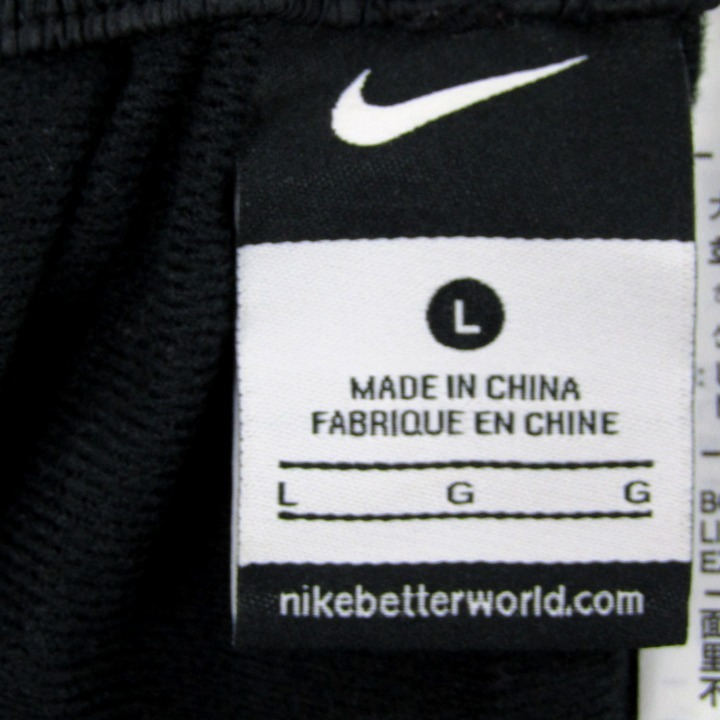 L
MADE IN CHINA
FABRIQUE EN CHINE
L G G
nikebetterworld.com